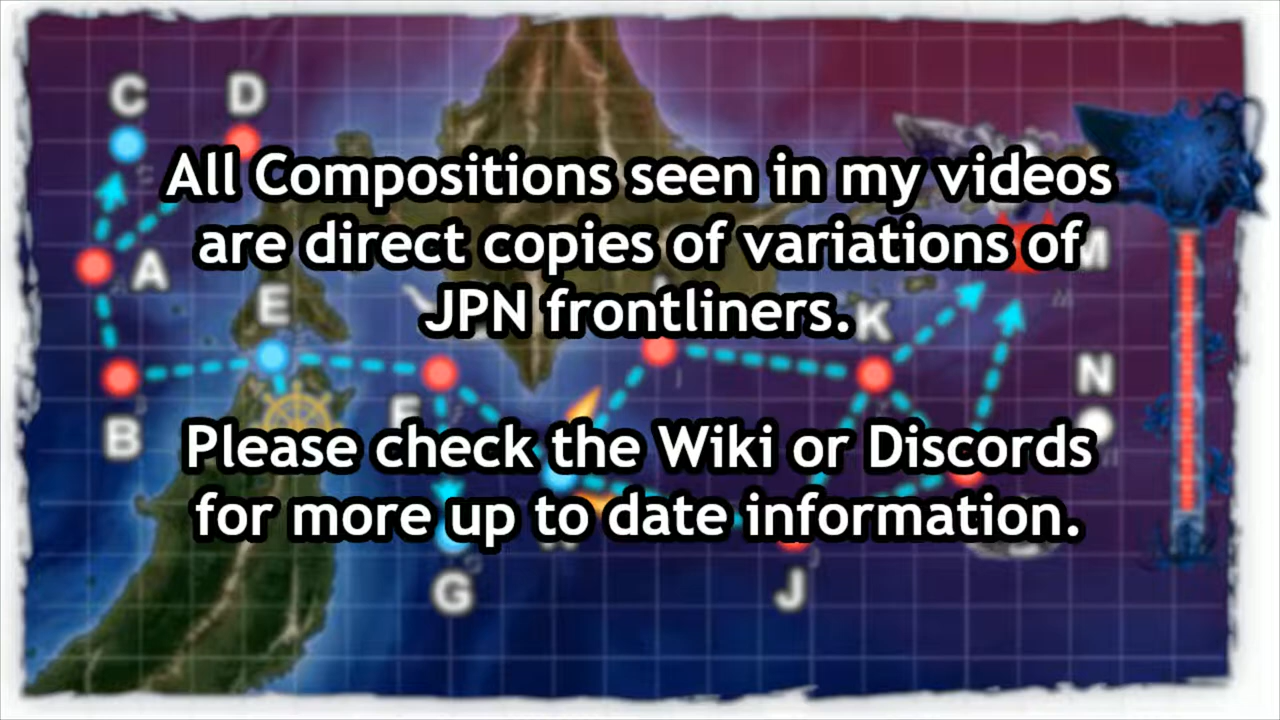 C D
All Compositions seen in my videos
are direct copies of variations of
JPN frontliners.
A
E
M
K
N
B
F
Please check the Wiki or Discords
for more up to date information.
G
J